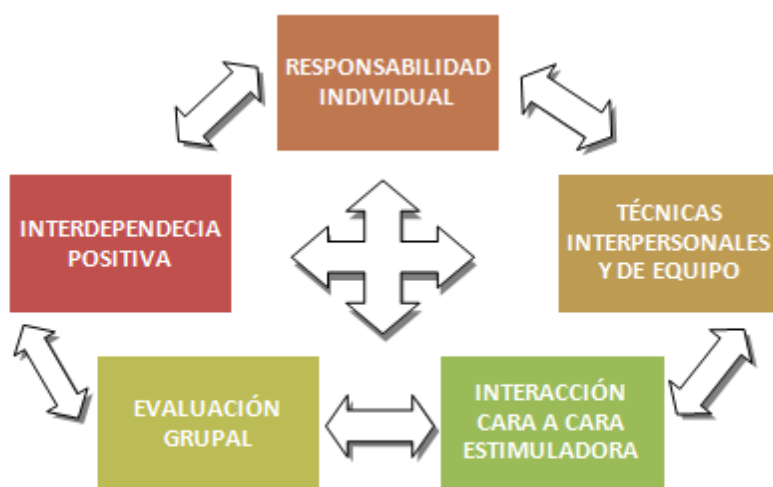 RESPONSABILIDAD
INDIVIDUAL
INTERDEPENDECIA
POSITIVA
TÉCNICAS
INTERPERSONALES
Y DE EQUIPO
EVALUACIÓN
GRUPAL
INTERACCIÓN
CARA A CARA
ESTIMULADORA